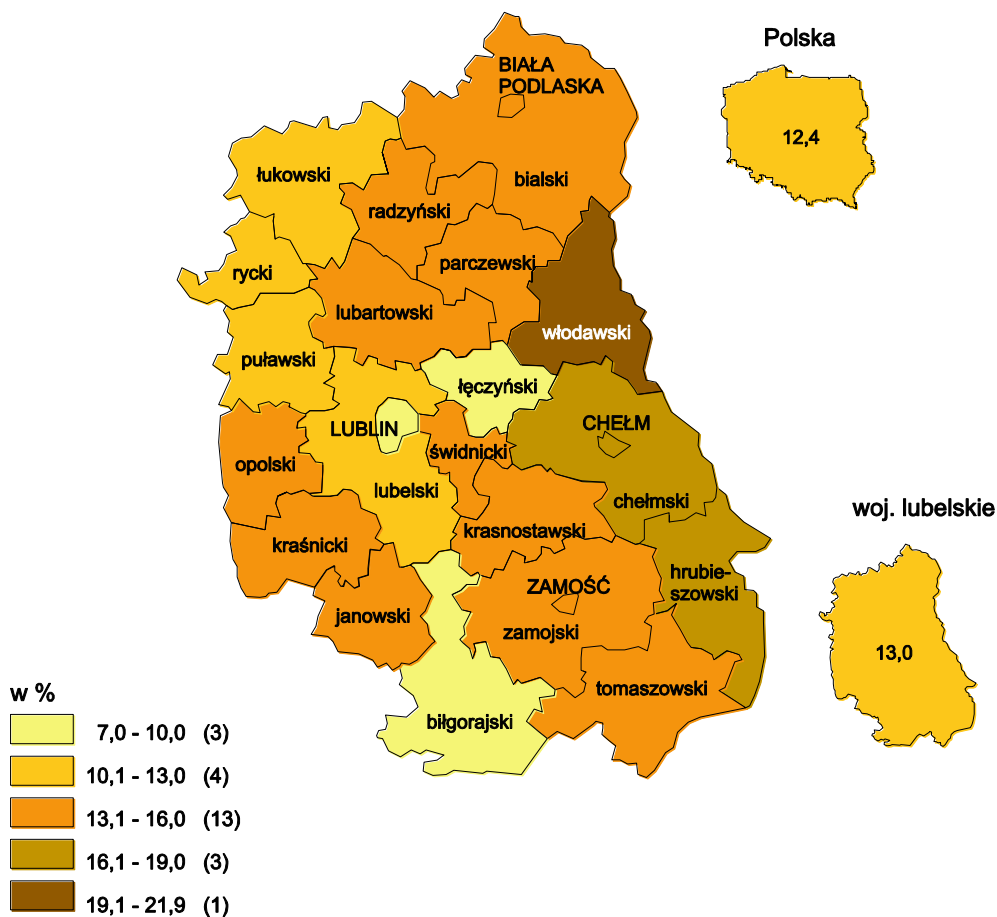 Polska
12,4
BIAŁA
PODLASKA
łukowski
bialski
radzyński
rycki
parczewski
lubartowski
włodawski
puławski
łęczyński
LUBLIN
CHEŁM
świdnicki
opolski
lubelski
chełmski
woj. lubelskie
krasnostawski
kraśnicki
hrubie-
szowski
ZAMOŚĆ
janowski
zamojski
13,0
tomaszowski
biłgorajski
w %
7,0 - 10,0 (3)
10,1 - 13,0 (4)
13,1 - 16,0 (13)
16,1 - 19,0 (3)
19,1 - 21,9 (1)